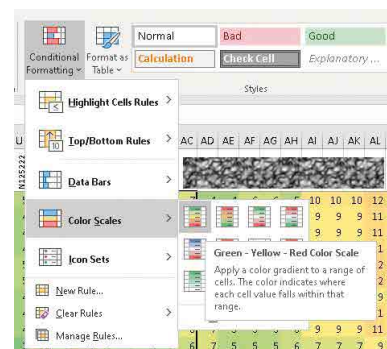 Normal Bad Good
Conditional Formatting ˅ Format as Table ˅ Calculation Check Cell Explanatory ...
Styles
Highlight Cells Rules
Top/Bottom Rules
U AC AD AE AF AG AH AI AJ AK AL
N125222
Data Bars
10 10 10 12
9 9 9 11
Color Scales
Green - Yellow - Red Color Scale
Apply a color gradient to a range of
cells. The color indicates where
each cell value falls within that
range.
Icon Sets
New Rule...
Clear Rules
Manage Rules...
9 9 9 11
6 7 5 5 5 6 7 7 7 9